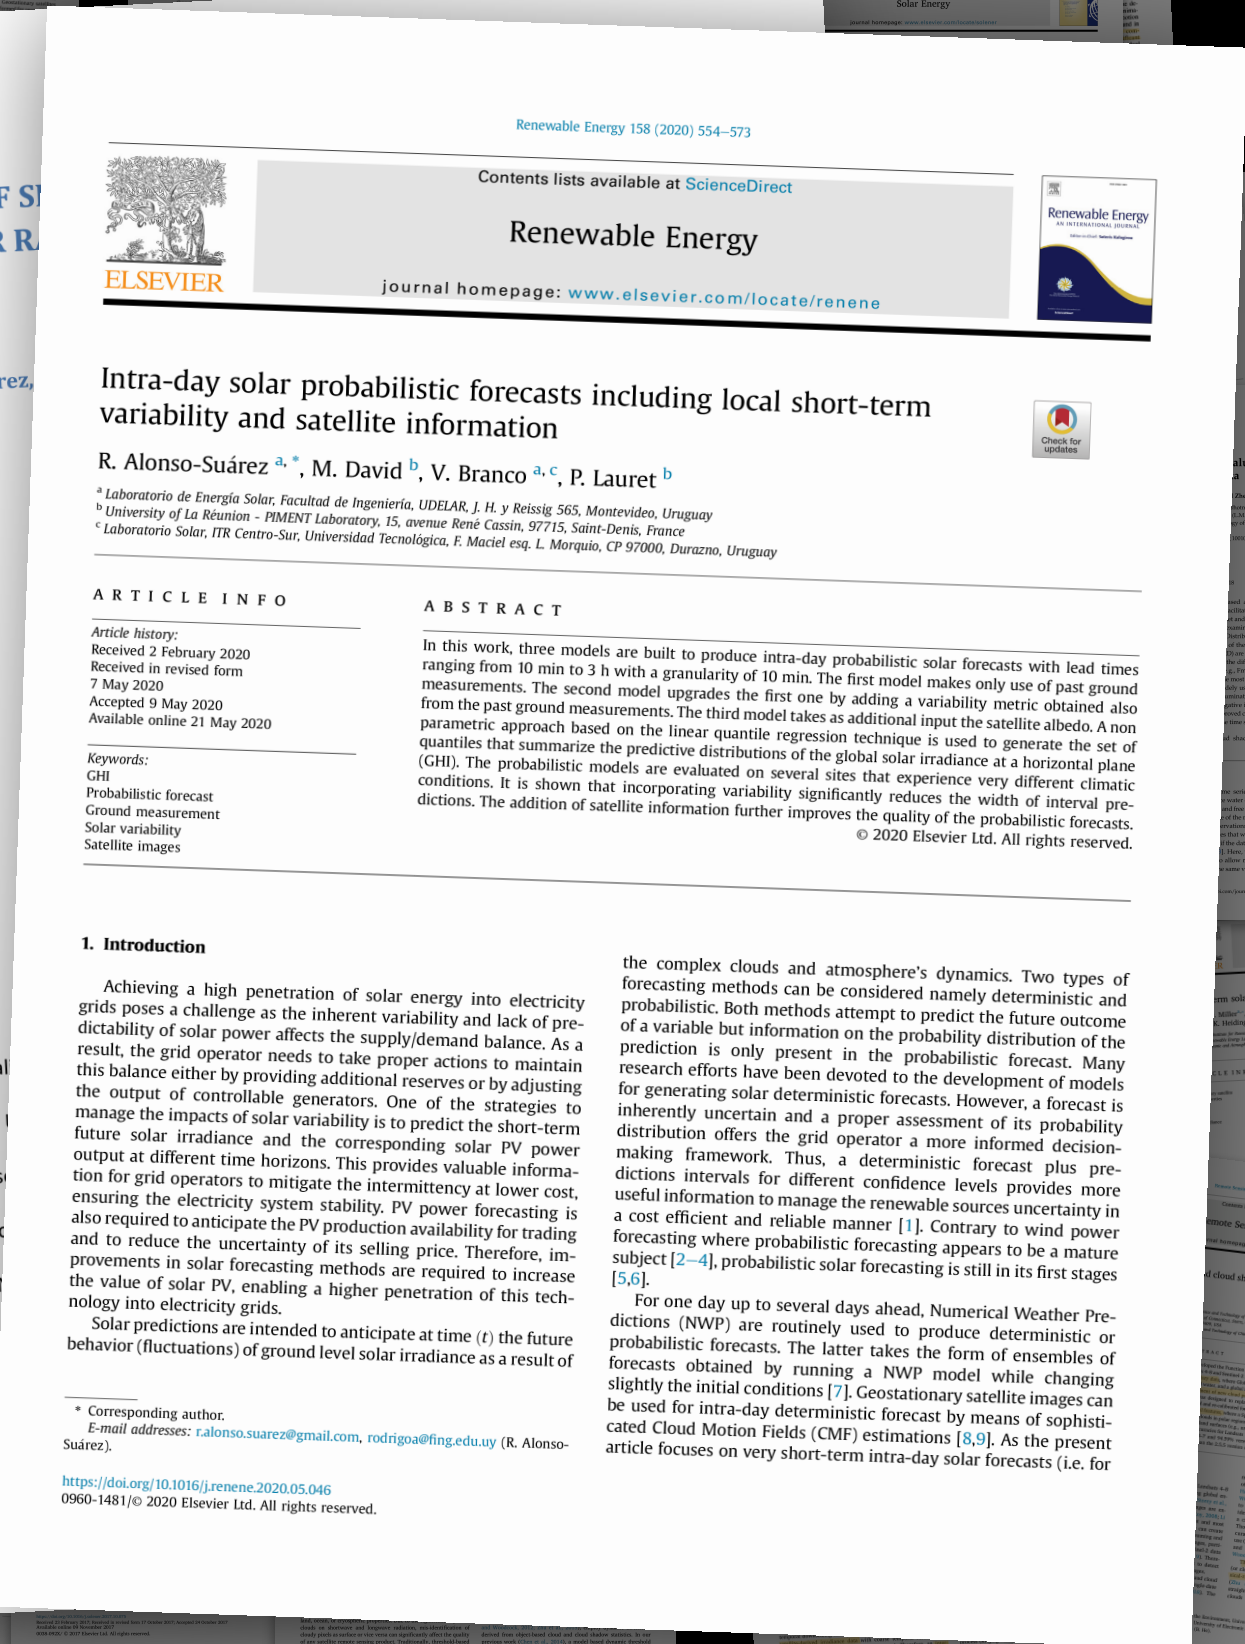 Renewable Energy 158 (2020) 554–573
Contents lists available at ScienceDirect
Renewable Energy
journal homepage: www.elsevier.com/locate/renene
ELSEVIER
Renewable Energy
AN INTERNATIONAL JOURNAL
Intra-day solar probabilistic forecasts including local short-term
variability and satellite information
Check for
updates
R. Alonso-Suárez a, *, M. David b, V. Branco a, c, P. Lauret b
a Laboratorio de Energía Solar, Facultad de Ingeniería, UDELAR, J. H. y Reissig 565, Montevideo, Uruguay
b University of La Réunion - PIMENT Laboratory, 15, avenue René Cassin, 97715, Saint-Denis, France
c Laboratorio Solar, ITR Centro-Sur, Universidad Tecnológica, F. Maciel esq. L. Morquio, CP 97000, Durazno, Uruguay
ARTICLE INFO
Article history:
Received 2 February 2020
Received in revised form
7 May 2020
Accepted 9 May 2020
Available online 21 May 2020
Keywords:
GHI
Probabilistic forecast
Ground measurement
Solar variability
Satellite images
ABSTRACT
In this work, three models are built to produce intra-day probabilistic solar forecasts with lead times
ranging from 10 min to 3 h with a granularity of 10 min. The first model makes only use of past ground
measurements. The second model upgrades the first one by adding a variability metric obtained also
from the past ground measurements. The third model takes as additional input the satellite albedo. A non
parametric approach based on the linear quantile regression technique is used to generate the set of
quantiles that summarize the predictive distributions of the global solar irradiance at a horizontal plane
(GHI). The probabilistic models are evaluated on several sites that experience very different climatic
conditions. It is shown that incorporating variability significantly reduces the width of interval pre-
dictions. The addition of satellite information further improves the quality of the probabilistic forecasts.
© 2020 Elsevier Ltd. All rights reserved.
1. Introduction
Achieving a high penetration of solar energy into electricity
grids poses a challenge as the inherent variability and lack of pre-
dictability of solar power affects the supply/demand balance. As a
result, the grid operator needs to take proper actions to maintain
this balance either by providing additional reserves or by adjusting
the output of controllable generators. One of the strategies to
manage the impacts of solar variability is to predict the short-term
future solar irradiance and the corresponding solar PV power
output at different time horizons. This provides valuable informa-
tion for grid operators to mitigate the intermittency at lower cost,
ensuring the electricity system stability. PV power forecasting is
also required to anticipate the PV production availability for trading
and to reduce the uncertainty of its selling price. Therefore, im-
provements in solar forecasting methods are required to increase
the value of solar PV, enabling a higher penetration of this tech-
nology into electricity grids.
Solar predictions are intended to anticipate at time (t) the future
behavior (fluctuations) of ground level solar irradiance as a result of
the complex clouds and atmosphere's dynamics. Two types of
forecasting methods can be considered namely deterministic and
probabilistic. Both methods attempt to predict the future outcome
of a variable but information on the probability distribution of the
prediction is only present in the probabilistic forecast. Many
research efforts have been devoted to the development of models
for generating solar deterministic forecasts. However, a forecast is
inherently uncertain and a proper assessment of its probability
distribution offers the grid operator a more informed decision-
making framework. Thus, a deterministic forecast plus pre-
dictions intervals for different confidence levels provides more
useful information to manage the renewable sources uncertainty in
a cost efficient and reliable manner [1]. Contrary to wind power
forecasting where probabilistic forecasting appears to be a mature
subject [2–4], probabilistic solar forecasting is still in its first stages
[5,6].
For one day up to several days ahead, Numerical Weather Pre-
dictions (NWP) are routinely used to produce deterministic or
probabilistic forecasts. The latter takes the form of ensembles of
forecasts obtained by running a NWP model while changing
slightly the initial conditions [7]. Geostationary satellite images can
be used for intra-day deterministic forecast by means of sophisti-
cated Cloud Motion Fields (CMF) estimations [8,9]. As the present
article focuses on very short-term intra-day solar forecasts (i.e. for
* Corresponding author.
E-mail addresses: r.alonso.suarez@gmail.com, rodrigoa@fing.edu.uy (R. Alonso-
Suárez).
https://doi.org/10.1016/j.renene.2020.05.046
0960-1481/© 2020 Elsevier Ltd. All rights reserved.
Solar Energy
journal homepage: www.elsevier.com/locate/solener